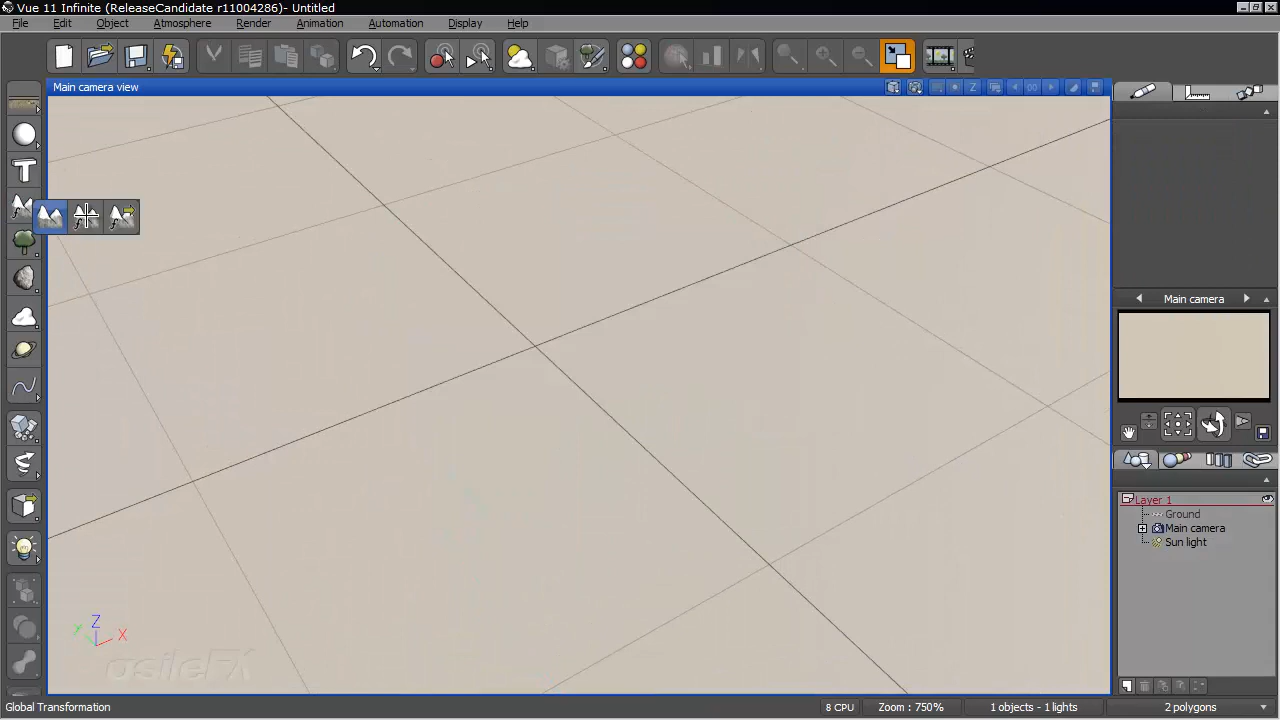 Vue 11 Infinite (ReleaseCandidate r11004286)- Untitled
File Edit Object Atmosphere Render Animation Automation Display Help
Main camera view
Z
Main camera
Layer 1
Ground
Main camera
Sun light
Z
Y X
asileFX
Global Transformation 8 CPU Zoom : 750% 1 objects - 1 lights 2 polygons